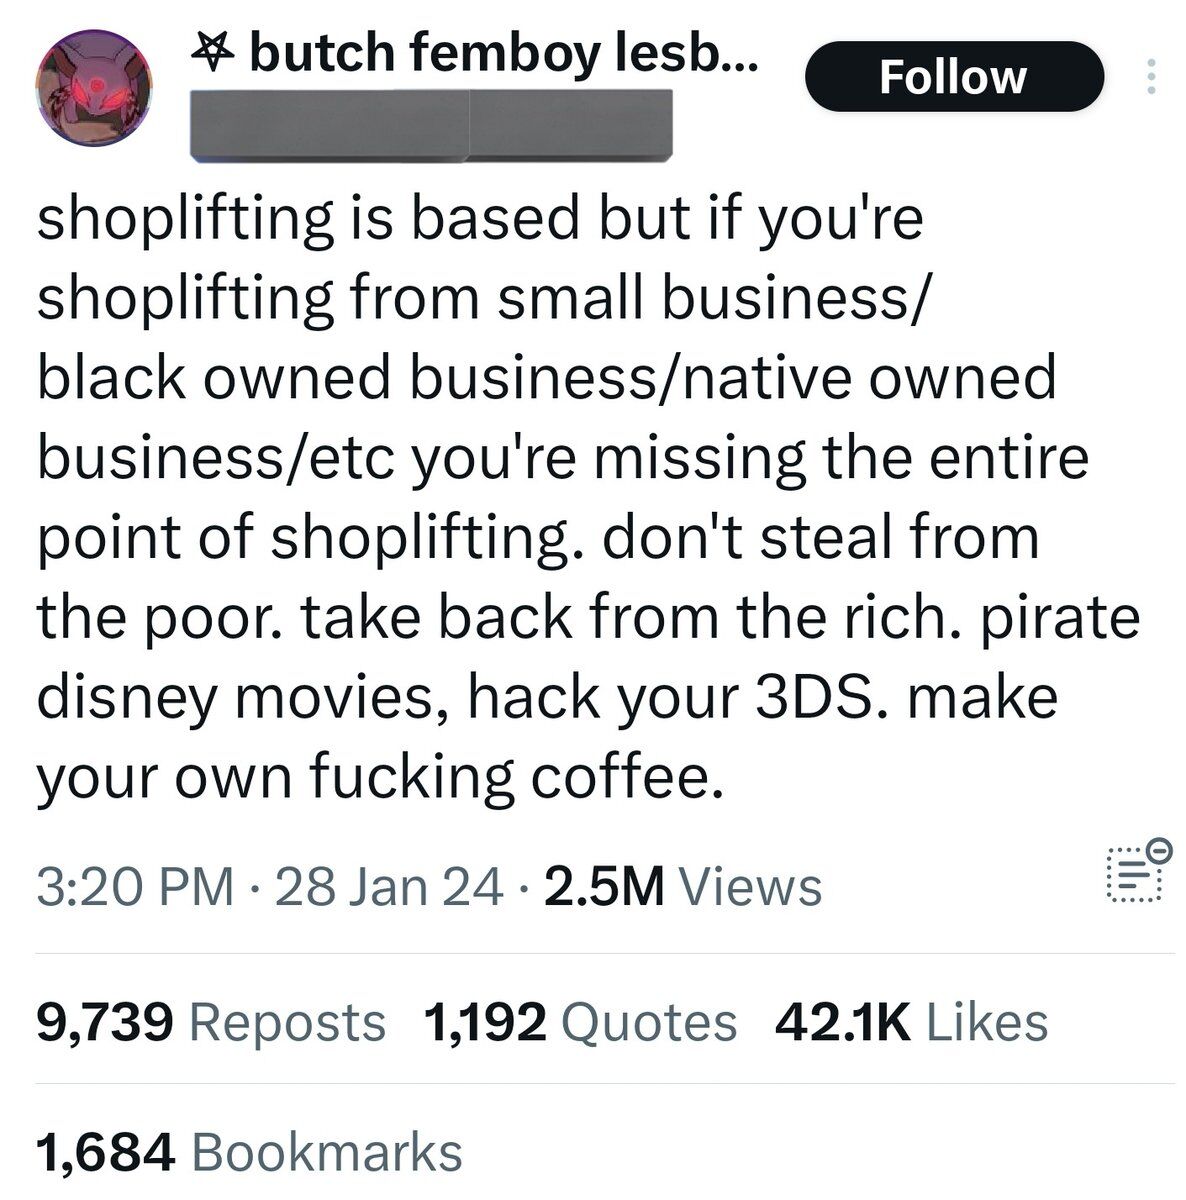 ⛧ butch femboy lesb...
Follow
shoplifting is based but if you're
shoplifting from small business/
black owned business/native owned
business/etc you're missing the entire
point of shoplifting. don't steal from
the poor. take back from the rich. pirate
disney movies, hack your 3DS. make
your own fucking coffee.
3:20 PM · 28 Jan 24 · 2.5M Views
9,739 Reposts 1,192 Quotes 42.1K Likes
1,684 Bookmarks